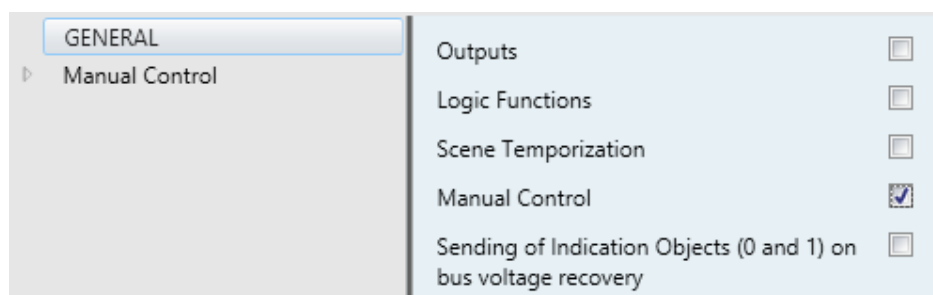 GENERAL
Manual Control
Outputs
Logic Functions
Scene Temporization
Manual Control
Sending of Indication Objects (0 and 1) on
bus voltage recovery